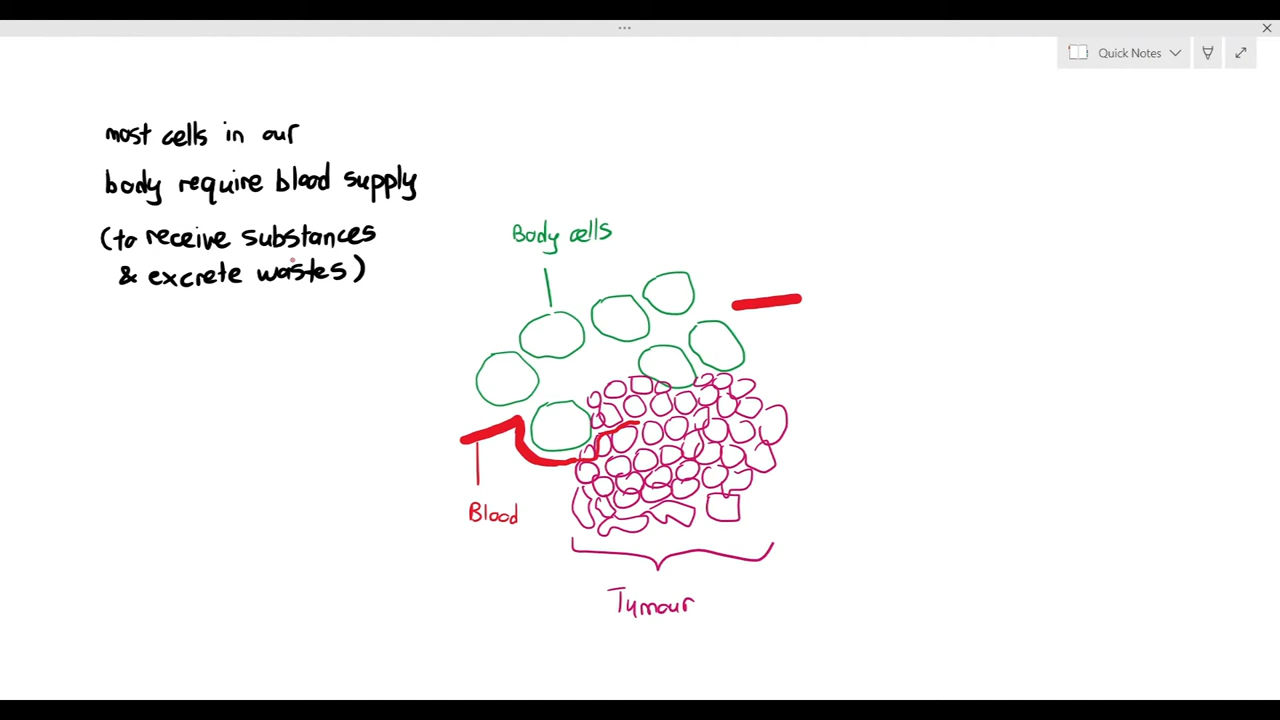 Quick Notes
most cells in our
body require blood supply
(to receive substances
& excrete wastes)
Body cells
Blood
Tumour